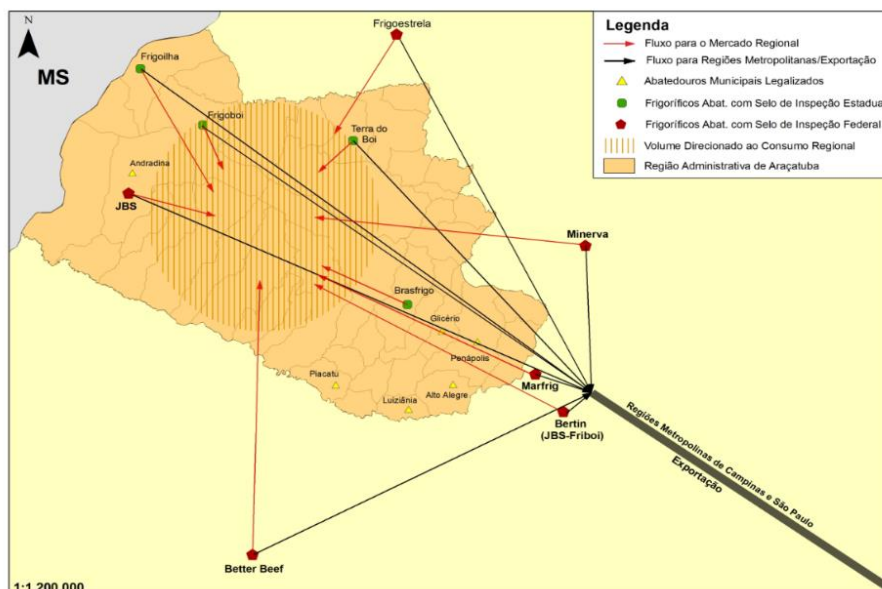 N
MS
Frigoestrela
Frigoilha
Frigoboi
Terra do
Boi
Andradina
JBS
Minerva
Brasfrigo
Glicério
Penápolis
Piacatu
Luiziânia
Alto Alegre
Marfrig
Bertin
(JBS-Friboi)
Better Beef
Regiões Metropolinas de Campinas e São Paulo
Exportação
1:1.200.000
Legenda
Fluxo para o Mercado Regional
Fluxo para Regiões Metropolitanas/Exportação
Abatedouros Municipais Legalizados
Frigoríficos Abat. com Selo de Inspeção Estadua
Frigoríficos Abat. com Selo de Inspeção Federal
Volume Direcionado ao Consumo Regional
Região Administrativa de Araçatuba